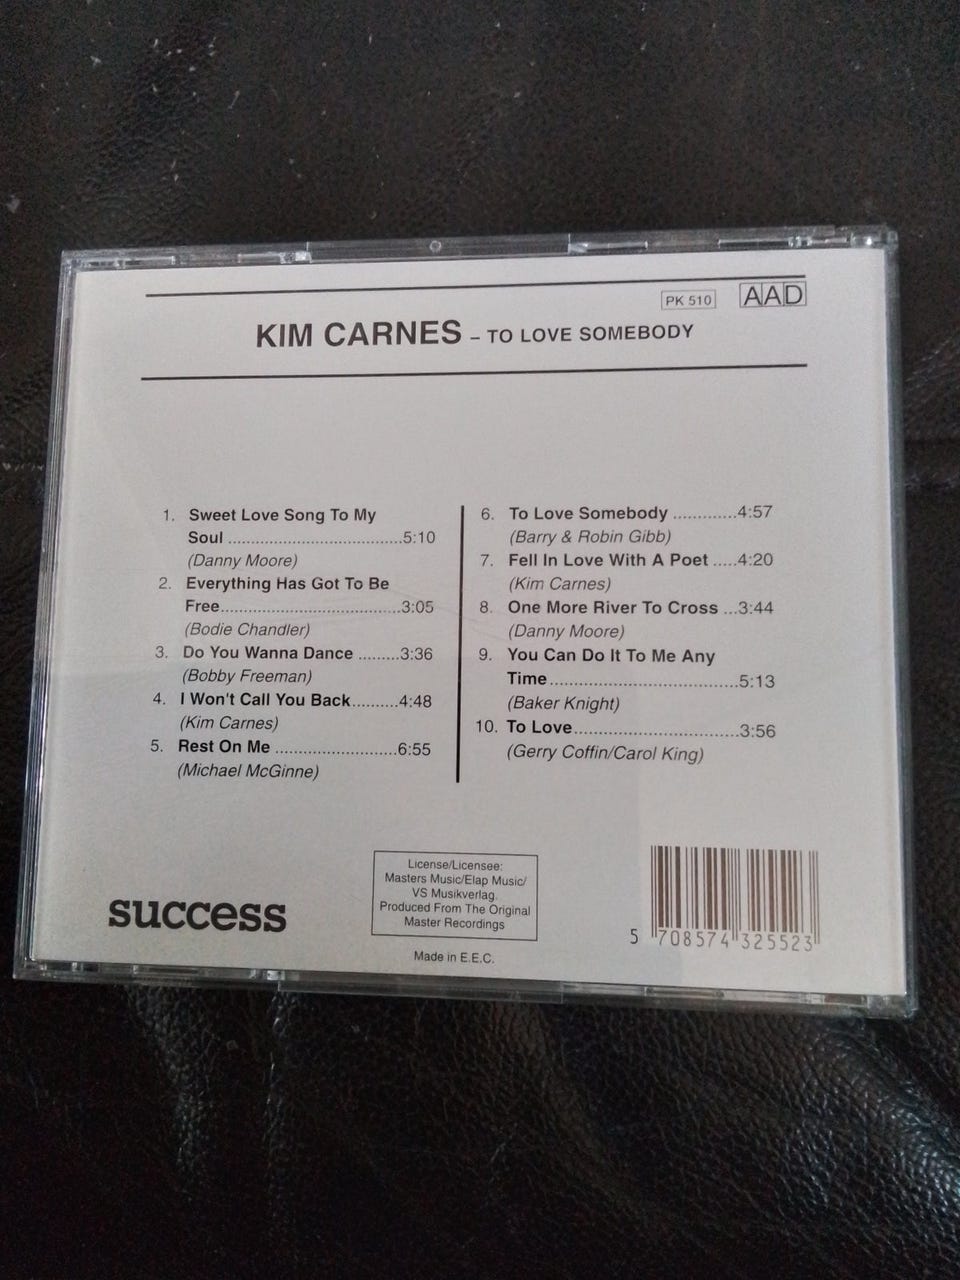 PK 510 AAD
KIM CARNES – TO LOVE SOMEBODY
1. Sweet Love Song To My
Soul ..................................5:10
(Danny Moore)
2. Everything Has Got To Be
Free...................................3:05
(Bodie Chandler)
3. Do You Wanna Dance ........3:36
(Bobby Freeman)
4. I Won't Call You Back.........4:48
(Kim Carnes)
5. Rest On Me ........................6:55
(Michael McGinne)
6. To Love Somebody ............4:57
(Barry & Robin Gibb)
7. Fell In Love With A Poet .....4:20
(Kim Carnes)
8. One More River To Cross ...3:44
(Danny Moore)
9. You Can Do It To Me Any
Time.....................................5:13
(Baker Knight)
10. To Love................................3:56
(Gerry Coffin/Carol King)
success
License/Licensee:
Masters Music/Elap Music/
VS Musikverlag.
Produced From The Original
Master Recordings
Made in E.E.C.
5 708574 325523